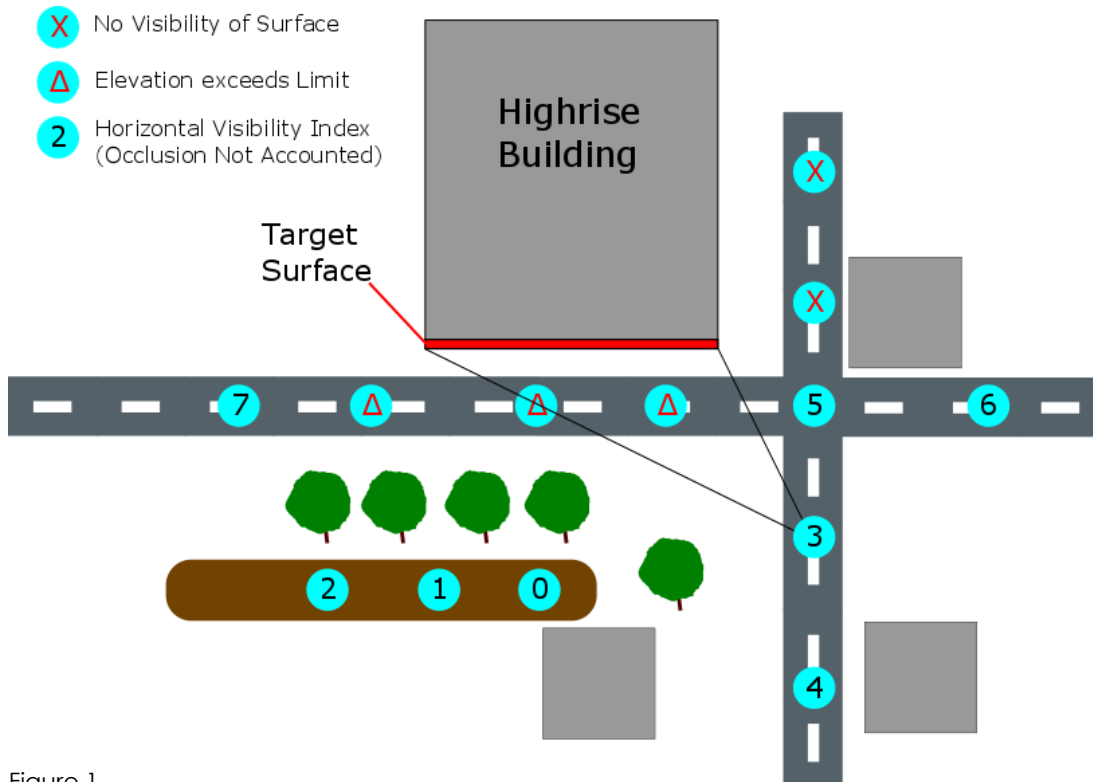 X No Visibility of Surface
Δ Elevation exceeds Limit
2 Horizontal Visibility Index
(Occlusion Not Accounted)
Highrise
Building
X
Target
Surface
X
7 Δ Δ Δ 5 6
3
2 1 0
4
Figure 1